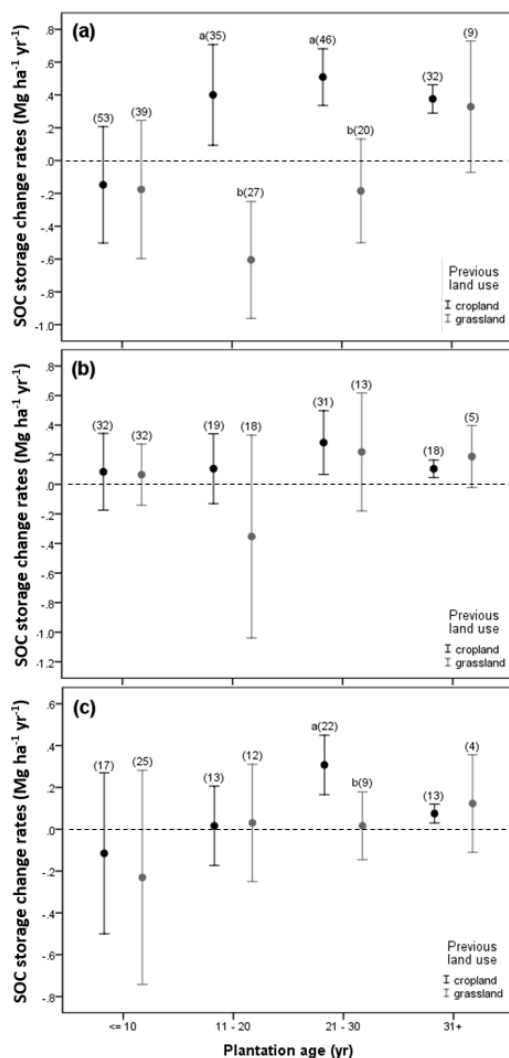 (a)
SOC storage change rates (Mg ha⁻¹ yr⁻¹)
.8
.6
.4
.2
.0
-.2
-.4
-.6
-.8
-1.0
(53)
(39)
a(35)
b(27)
a(46)
b(20)
(32)
(9)
Previous
land use
cropland
grassland
(b)
SOC storage change rates (Mg ha⁻¹ yr⁻¹)
.8
.6
.4
.2
.0
-.2
-.4
-.6
-.8
-1.0
-1.2
(32)
(32)
(19)
(18)
(31)
(13)
(18)
(5)
Previous
land use
cropland
grassland
(c)
SOC storage change rates (Mg ha⁻¹ yr⁻¹)
.6
.4
.2
.0
-.2
-.4
-.6
-.8
(17)
(25)
(13)
(12)
a(22)
b(9)
(13)
(4)
Previous
land use
cropland
grassland
<= 10
11 - 20
21 - 30
31+
Plantation age (yr)